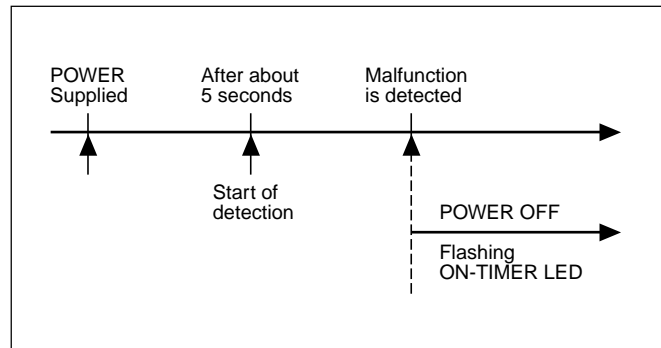 POWER
Supplied
After about
5 seconds
Malfunction
is detected
Start of
detection
POWER OFF
Flashing
ON-TIMER LED